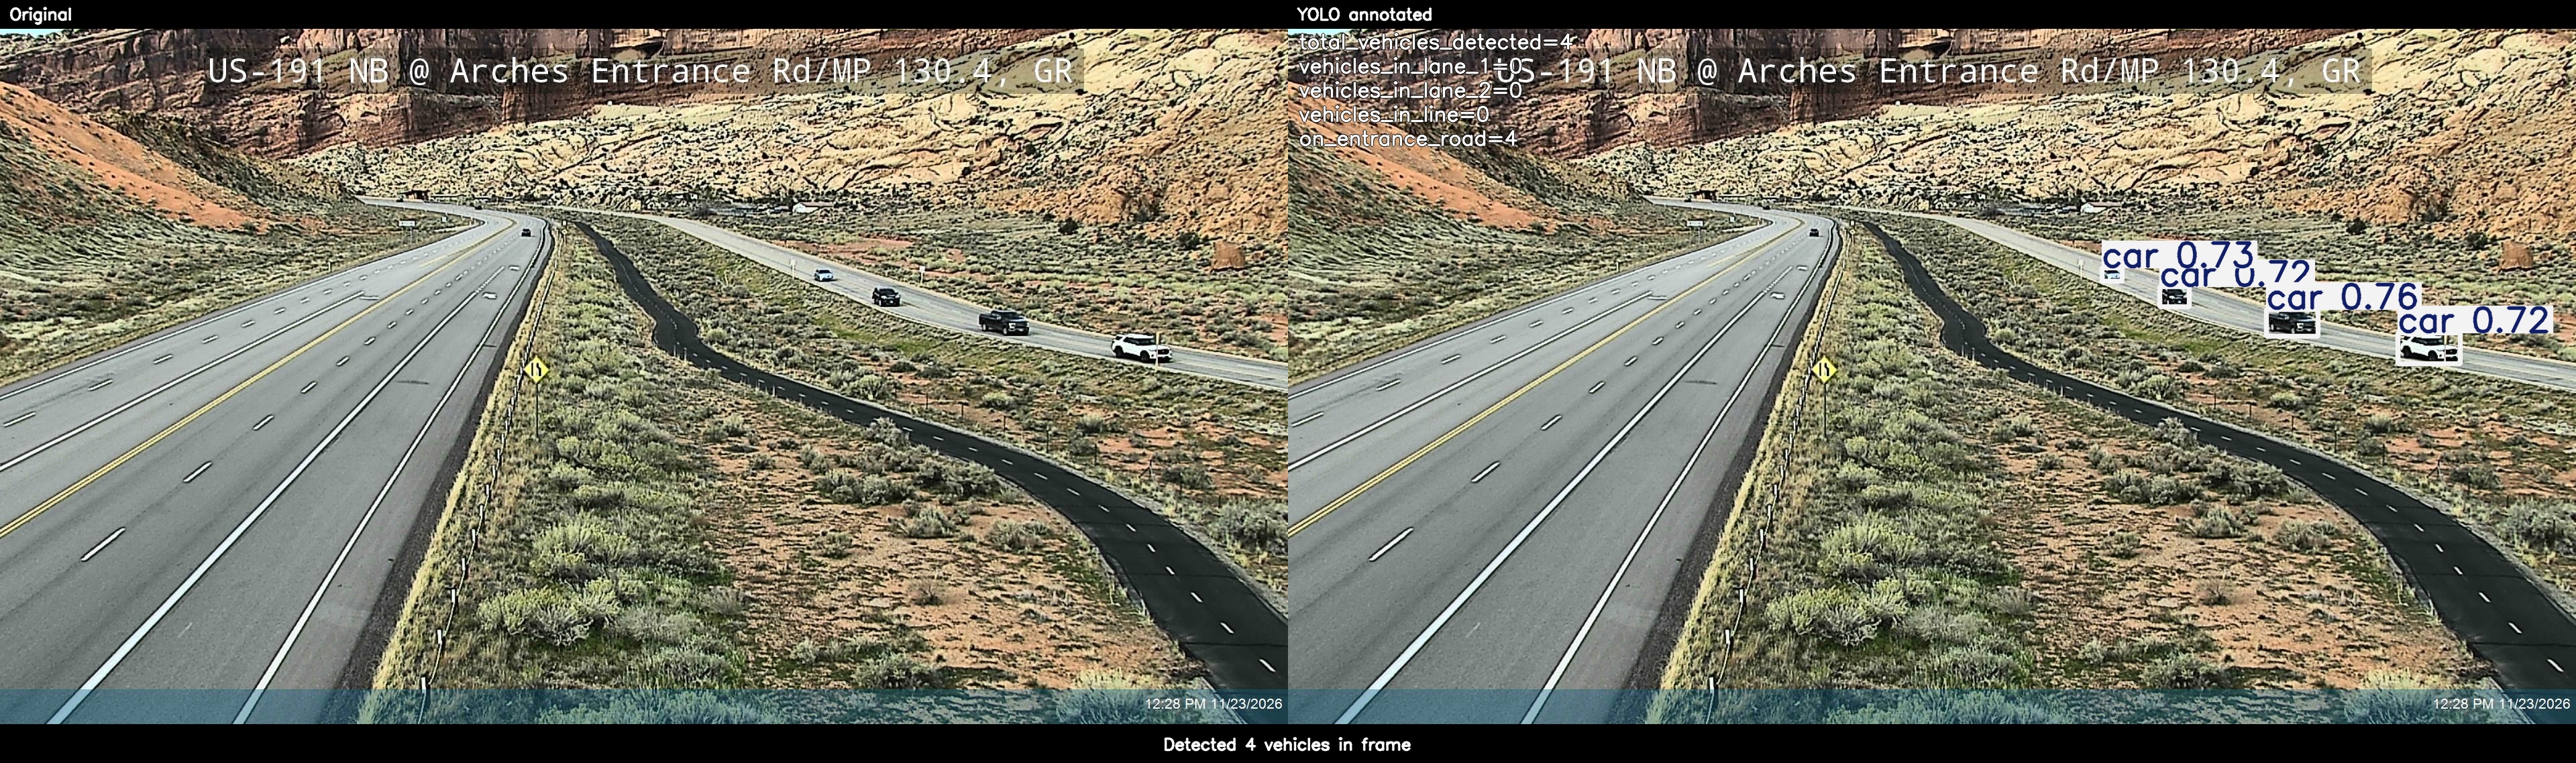 Original
US-191 NB @ Arches Entrance Rd/MP 130.4, GR
12:28 PM 11/23/2026
YOLO annotated
total_vehicles_detected=4
vehicles_in_lane_1=0
US-191 NB @ Arches Entrance Rd/MP 130.4, GR
vehicles_in_lane_2=0
vehicles_in_line=0
on_entrance_road=4
car 0.73
car 0.72
car 0.76
car 0.72
12:28 PM 11/23/2026
Detected 4 vehicles in frame